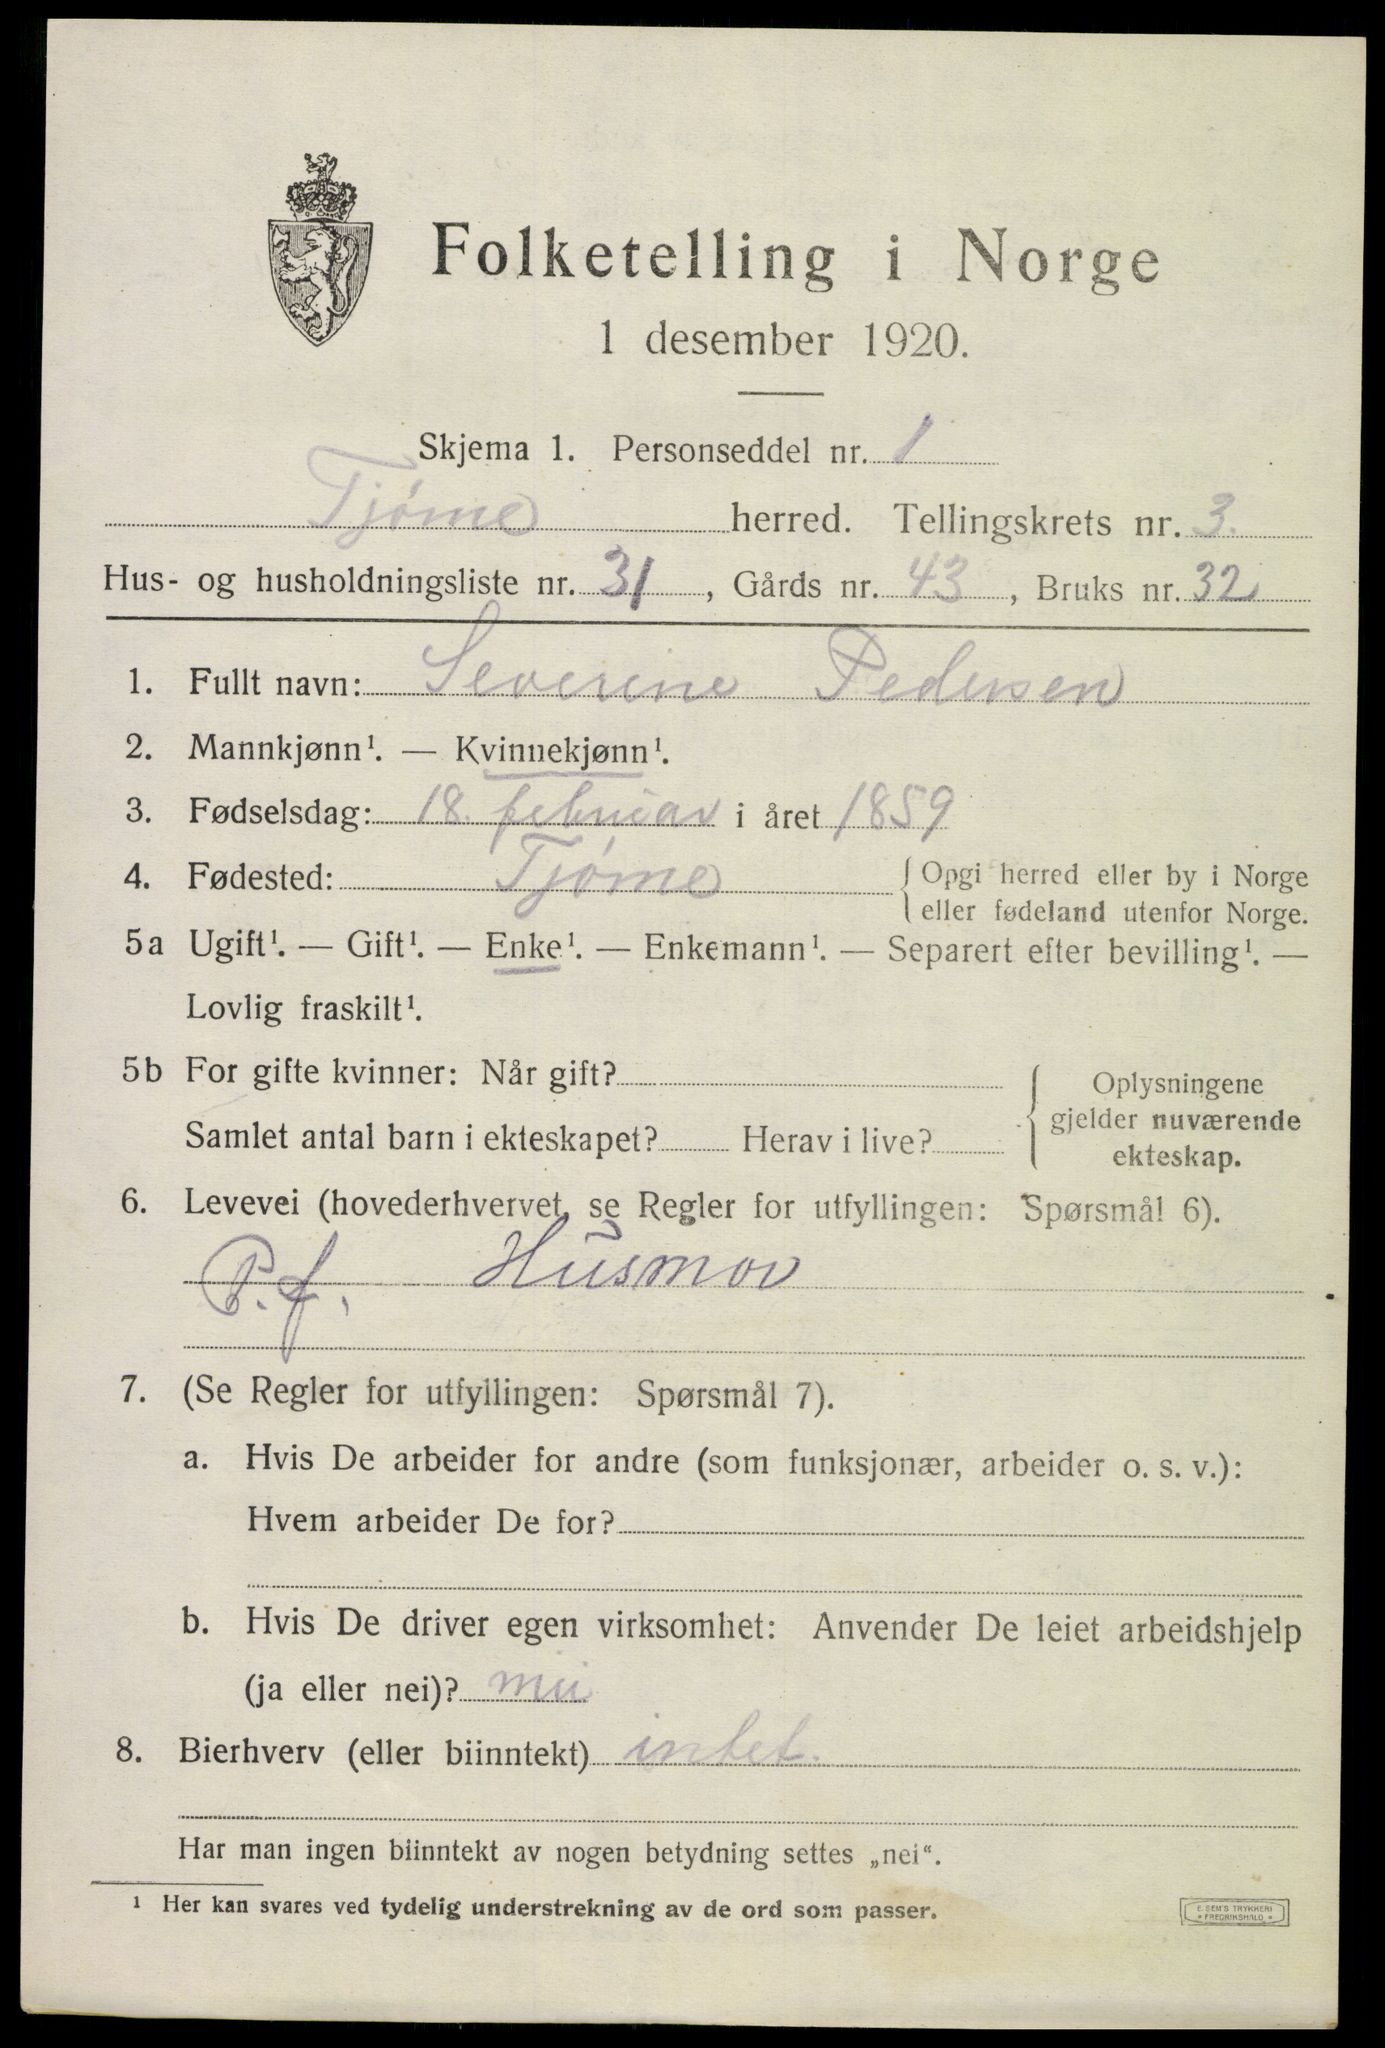 Folketelling i Norge
1 desember 1920.
Skjema 1. Personseddel nr. 1
Tjøme herred. Tellingskrets nr. 3.
Hus- og husholdningsliste nr. 31, Gårds nr. 43, Bruks nr. 32
1. Fullt navn: Severine Pedersen
2. Mannkjønn¹. — Kvinnekjønn¹.
3. Fødselsdag: 18. februar i året 1859
4. Fødested: Tjøme { Opgi herred eller by i Norge
eller fødeland utenfor Norge.
5a Ugift¹. — Gift¹. — Enke¹. — Enkemann¹. — Separert efter bevilling¹. —
Lovlig fraskilt¹.
5b For gifte kvinner: Når gift?
Samlet antal barn i ekteskapet? Herav i live?
{ Oplysningene
gjelder nuværende
ekteskap.
6. Levevei (hovederhvervet, se Regler for utfyllingen: Spørsmål 6).
P. f. Husmor
7. (Se Regler for utfyllingen: Spørsmål 7).
a. Hvis De arbeider for andre (som funksjonær, arbeider o. s. v.):
Hvem arbeider De for?
b. Hvis De driver egen virksomhet: Anvender De leiet arbeidshjelp
(ja eller nei)? nei
8. Bierhverv (eller biinntekt) intet.
Har man ingen biinntekt av nogen betydning settes „nei“.
¹ Her kan svares ved tydelig understrekning av de ord som passer.
E. SEM'S TRYKKERI
FREDRIKSHALD